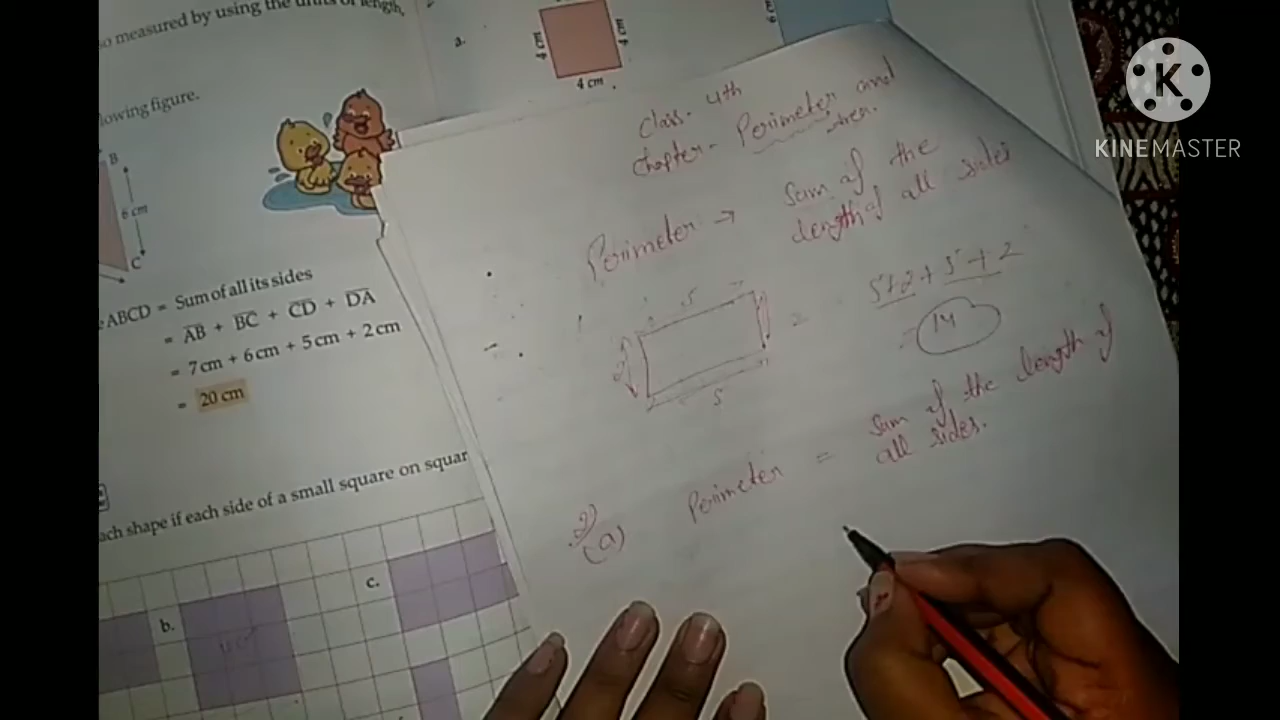 so measured by using the units of length,
lowing figure.
B
6 cm
C
ABCD = Sum of all its sides
= AB + BC + CD + DA
= 7 cm + 6 cm + 5 cm + 2 cm
= 20 cm
ach shape if each side of a small square on squar
b.
c.
a.
4 cm
4 cm
4 cm
K
KINEMASTER
Class- 4th
Chapter- Perimeter and
Area.
Perimeter → Sum of the
length of all sides
5
2
2
5
5+2+5+2
= 14
2)
(a)
Perimeter = Sum of the length of
all sides.